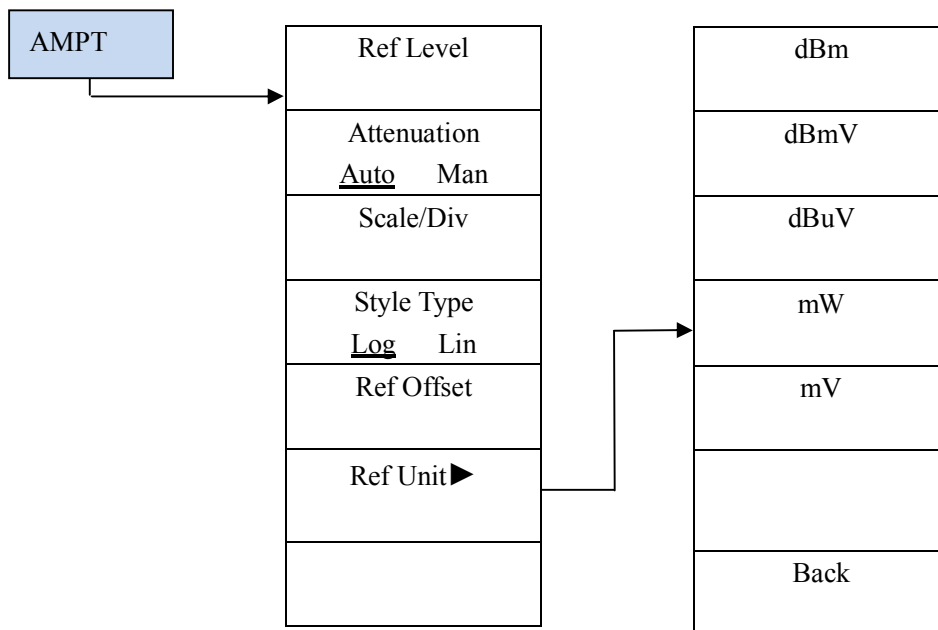 AMPT
Ref Level
Attenuation
Auto Man
Scale/Div
Style Type
Log Lin
Ref Offset
Ref Unit►
dBm
dBmV
dBuV
mW
mV
Back